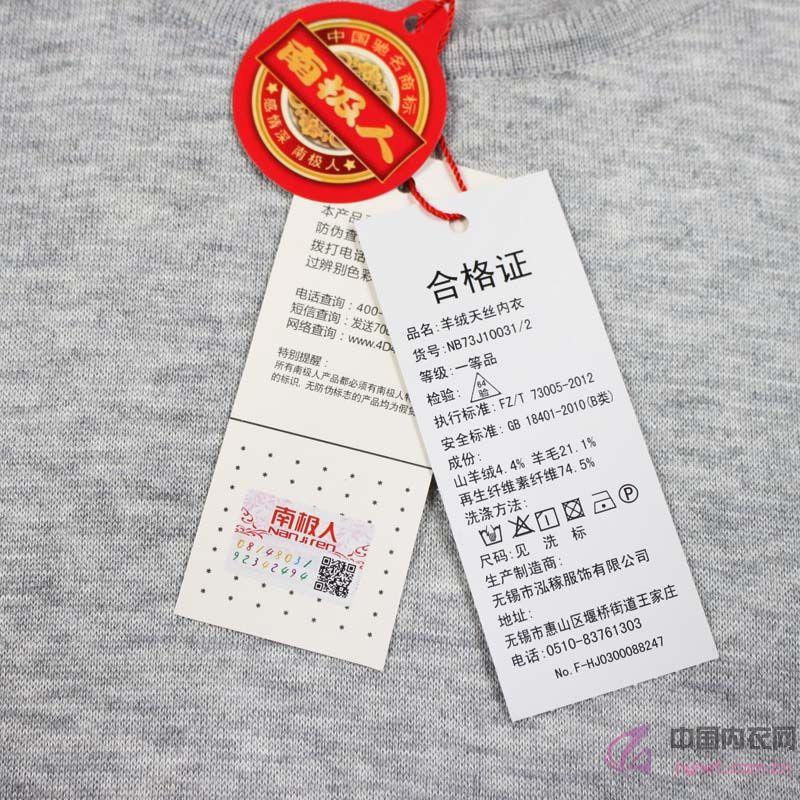 中国驰名商标
南极人
感情深 南极人
本产品
防伪查
拨打电话
过辨别色彩
电话查询：400-
短信查询：发送70
网络查询：www.4D4
特别提醒：
所有南极人产品都必须有南极人
的标识，无防伪标志的产品均为假货
南极人
Nanjiren
08148031
92342494
合格证
品名:羊绒天丝内衣
货号:NB73J10031/2
等级:一等品
检验: 64 验
执行标准:FZ/T 73005-2012
安全标准:GB 18401-2010(B类)
成份:
山羊绒4.4% 羊毛21.1%
再生纤维素纤维74.5%
洗涤方法:
P
尺码:见 洗 标
生产制造商:
无锡市泓稼服饰有限公司
地址:
无锡市惠山区堰桥街道王家庄
电话:0510-83761303
No.F-HJ0300088247
中国内衣网